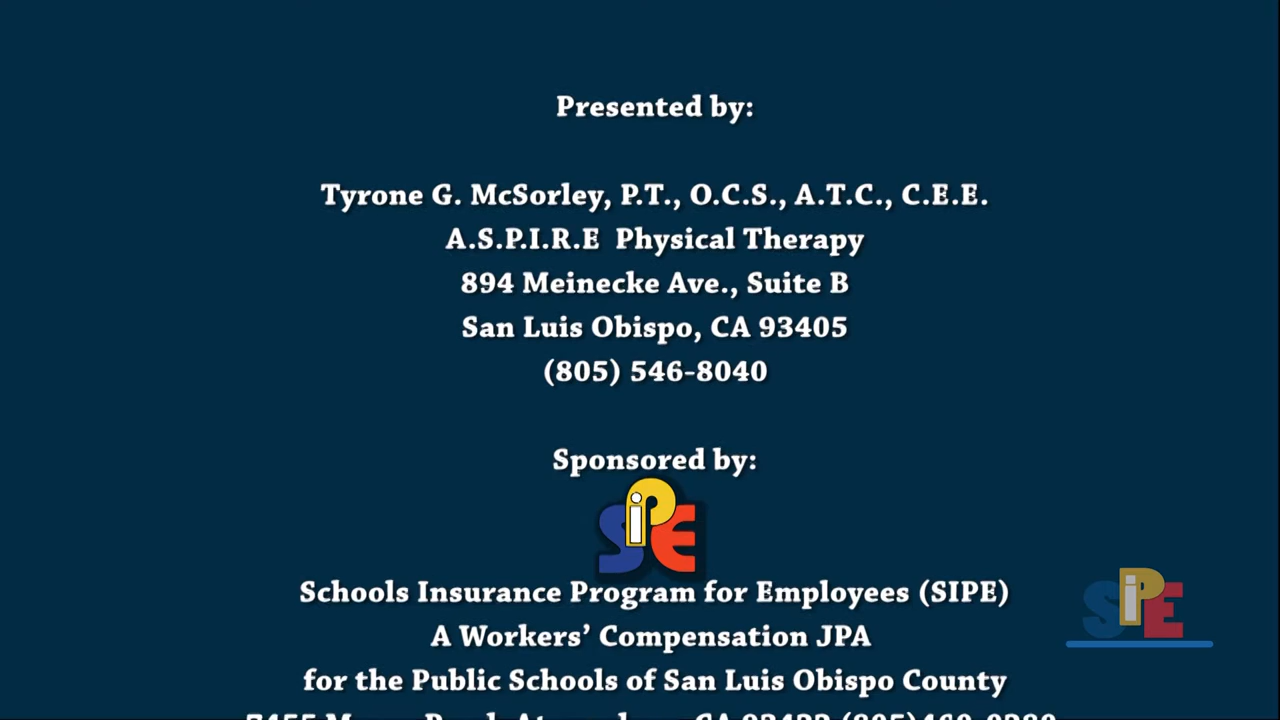 Presented by:
Tyrone G. McSorley, P.T., O.C.S., A.T.C., C.E.E.
A.S.P.I.R.E Physical Therapy
894 Meinecke Ave., Suite B
San Luis Obispo, CA 93405
(805) 546-8040
Sponsored by:
SiPE
Schools Insurance Program for Employees (SIPE)
A Workers’ Compensation JPA
for the Public Schools of San Luis Obispo County
SiPE